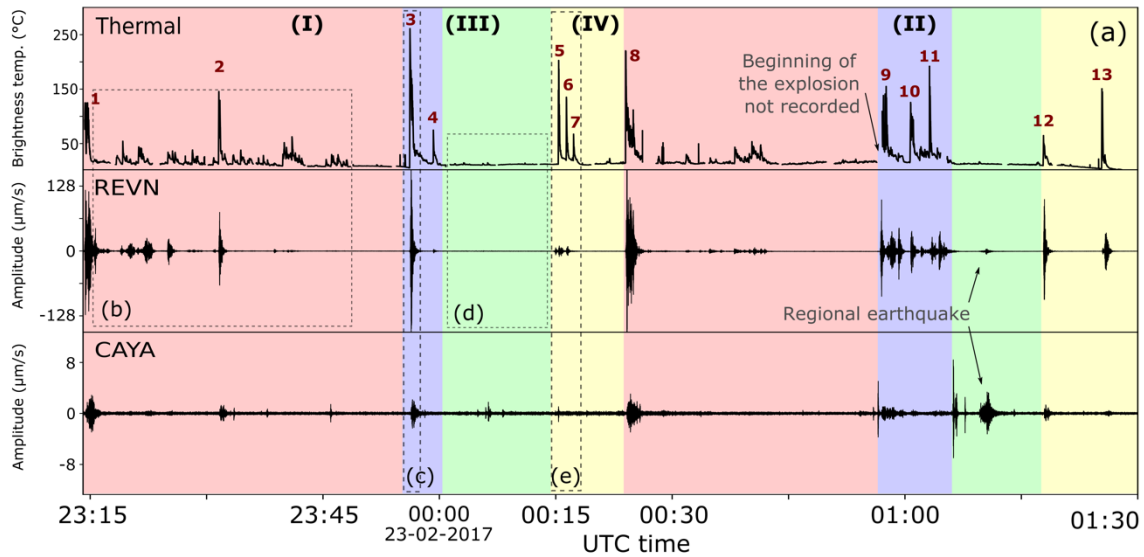 Thermal
(I)
(III)
(IV)
(II)
(a)
Brightness temp. (°C)
250
150
50
1
2
3
4
5
6
7
8
9
10
11
12
13
Beginning of
the explosion
not recorded
REVN
Amplitude (μm/s)
128
0
-128
(b)
(d)
Regional earthquake
CAYA
Amplitude (μm/s)
8
0
-8
(c)
(e)
23:15
23:45
00:00
00:15
00:30
01:00
01:30
23-02-2017
UTC time